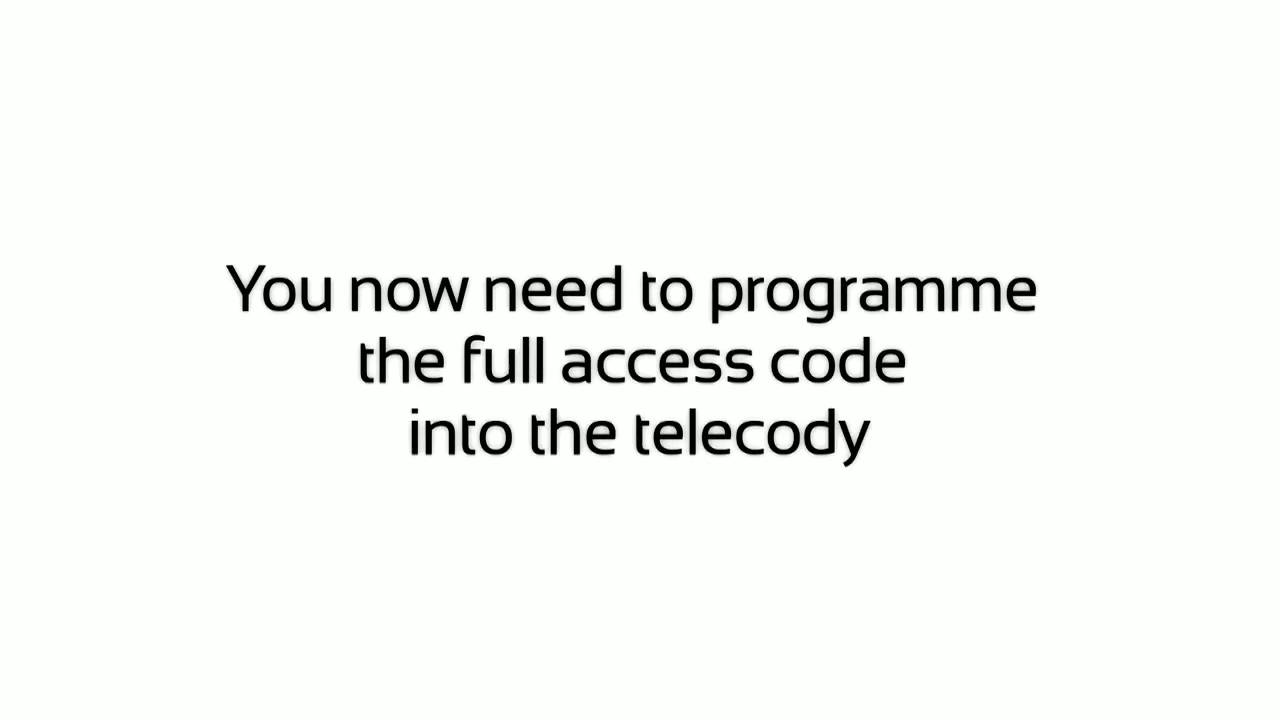 You now need to programme
the full access code
into the telecody